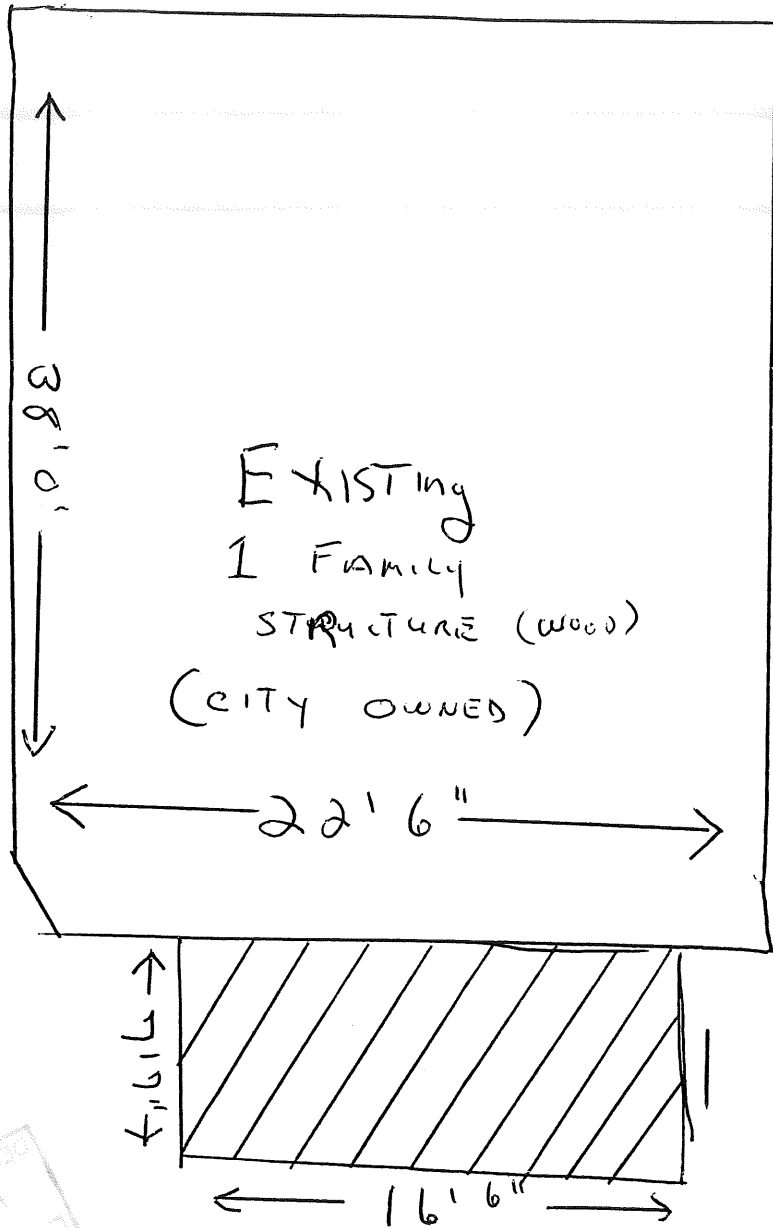 38'0"
Existing
1 FAMILY
STRUCTURE (WOOD)
(CITY OWNED)
22'6"
16'6"